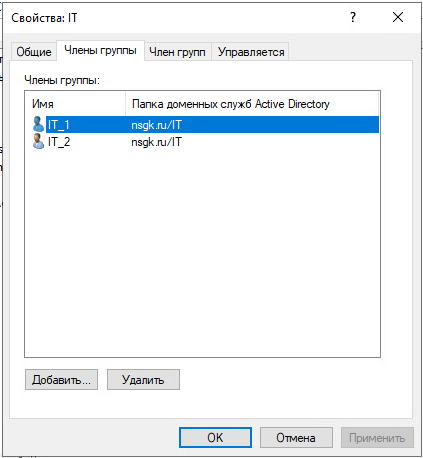 Свойства: IT
Общие Члены группы Член групп Управляется
Члены группы:
Имя Папка доменных служб Active Directory
IT_1 nsgk.ru/IT
IT_2 nsgk.ru/IT
Добавить... Удалить
OK Отмена Применить